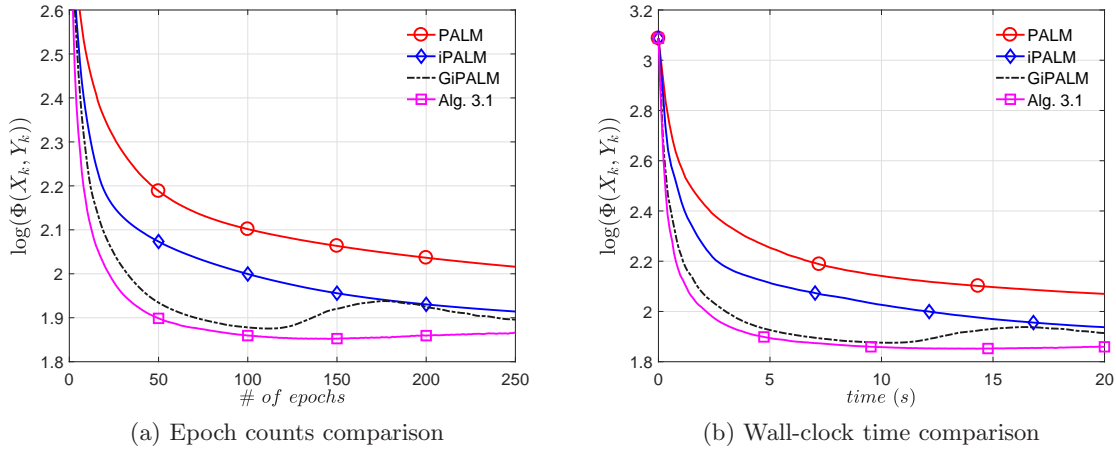 2.6
2.5
2.4
2.3
2.2
2.1
2
1.9
1.8
log(Φ(X_k, Y_k))
PALM
iPALM
GiPALM
Alg. 3.1
0 50 100 150 200 250
# of epochs
(a) Epoch counts comparison
3.2
3
2.8
2.6
2.4
2.2
2
1.8
log(Φ(X_k, Y_k))
PALM
iPALM
GiPALM
Alg. 3.1
0 5 10 15 20
time (s)
(b) Wall-clock time comparison